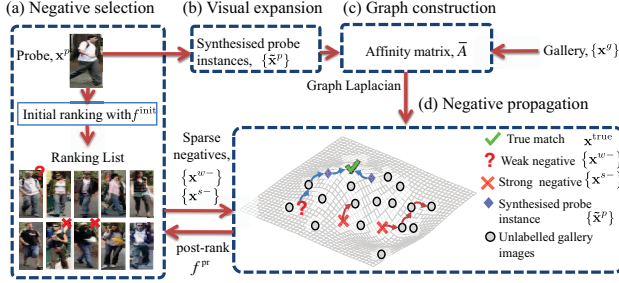 (a) Negative selection
Probe, x^p
Initial ranking with f^init
Ranking List
(b) Visual expansion
Synthesised probe
instances, {x̃^p}
(c) Graph construction
Affinity matrix, A̅
Gallery, {x^g}
Graph Laplacian
Sparse
negatives,
{x^w−}
{x^s−}
post-rank
f^pr
(d) Negative propagation
True match x^true
Weak negative {x^w−}
Strong negative {x^s−}
Synthesised probe
instance {x̃^p}
Unlabelled gallery
images